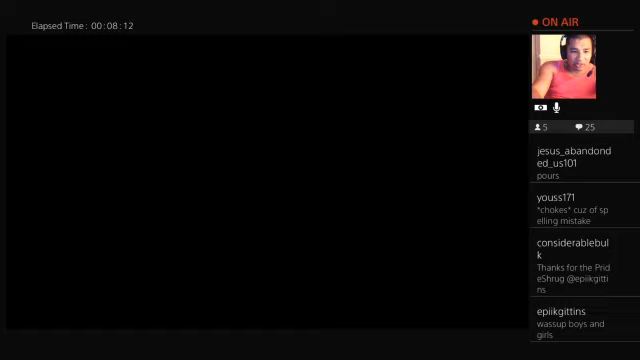 Elapsed Time: 00:08:12
ON AIR
5
25
jesus_abandond
ed_us101
pours
youss171
*chokes* cuz of sp
elling mistake
considerablebul
k
Thanks for the Prid
eShrug @epiikgitti
ns
epiikgittins
wassup boys and
girls